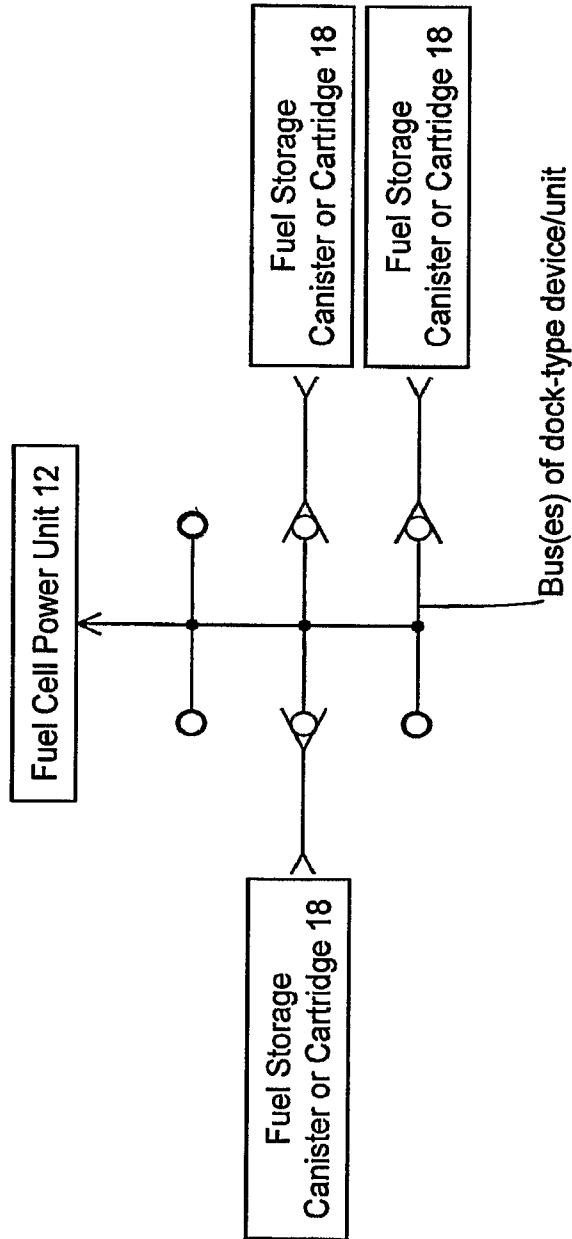 Fuel Cell Power Unit 12
Fuel Storage
Canister or Cartridge 18
Fuel Storage
Canister or Cartridge 18
Fuel Storage
Canister or Cartridge 18
Bus(es) of dock-type device/unit